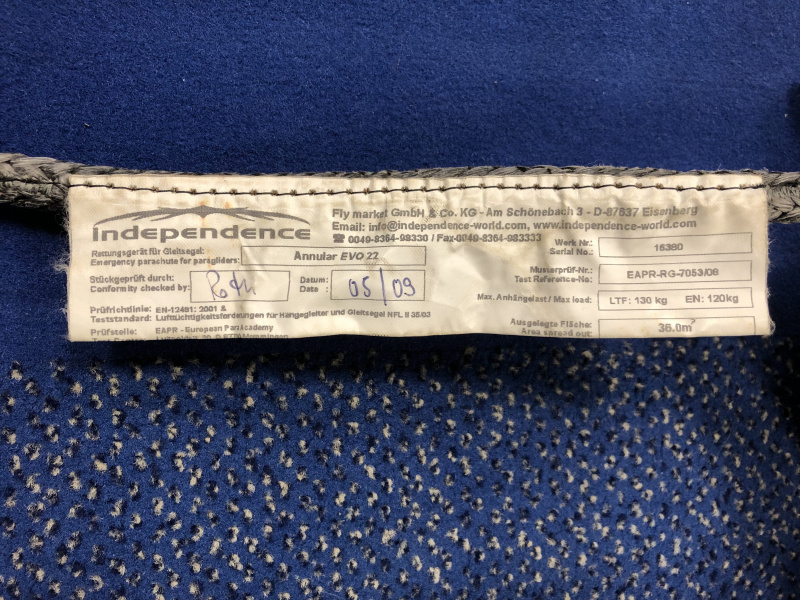 independence
Fly market GmbH & Co. KG - Am Schönebach 3 - D-87637 Eisenberg
Email: info@independence-world.com, www.independence-world.com
☎ 0049-8364-98330 / Fax-0049-8364-983333
Rettungsgerät für Gleitsegel:
Emergency parachute for paragliders:
Annular EVO 22
Werk Nr.:
Serial No.:
15380
Stückgeprüft durch:
Conformity checked by:
Roth
Datum:
Date :
05/09
Musterprüf-Nr.:
Test Reference-No.:
EAPR-RG-7053/08
Max. Anhängelast / Max load:
LTF: 130 kg EN: 120kg
Prüfrichtlinie: EN-12491: 2001 &
Teststandard: Lufttüchtigkeitsforderungen für Hängegleiter und Gleitsegel NFL II 35/03
Prüfstelle: EAPR - European ParaAcademy
Ausgelegte Fläche:
Area spread out:
36.0m²